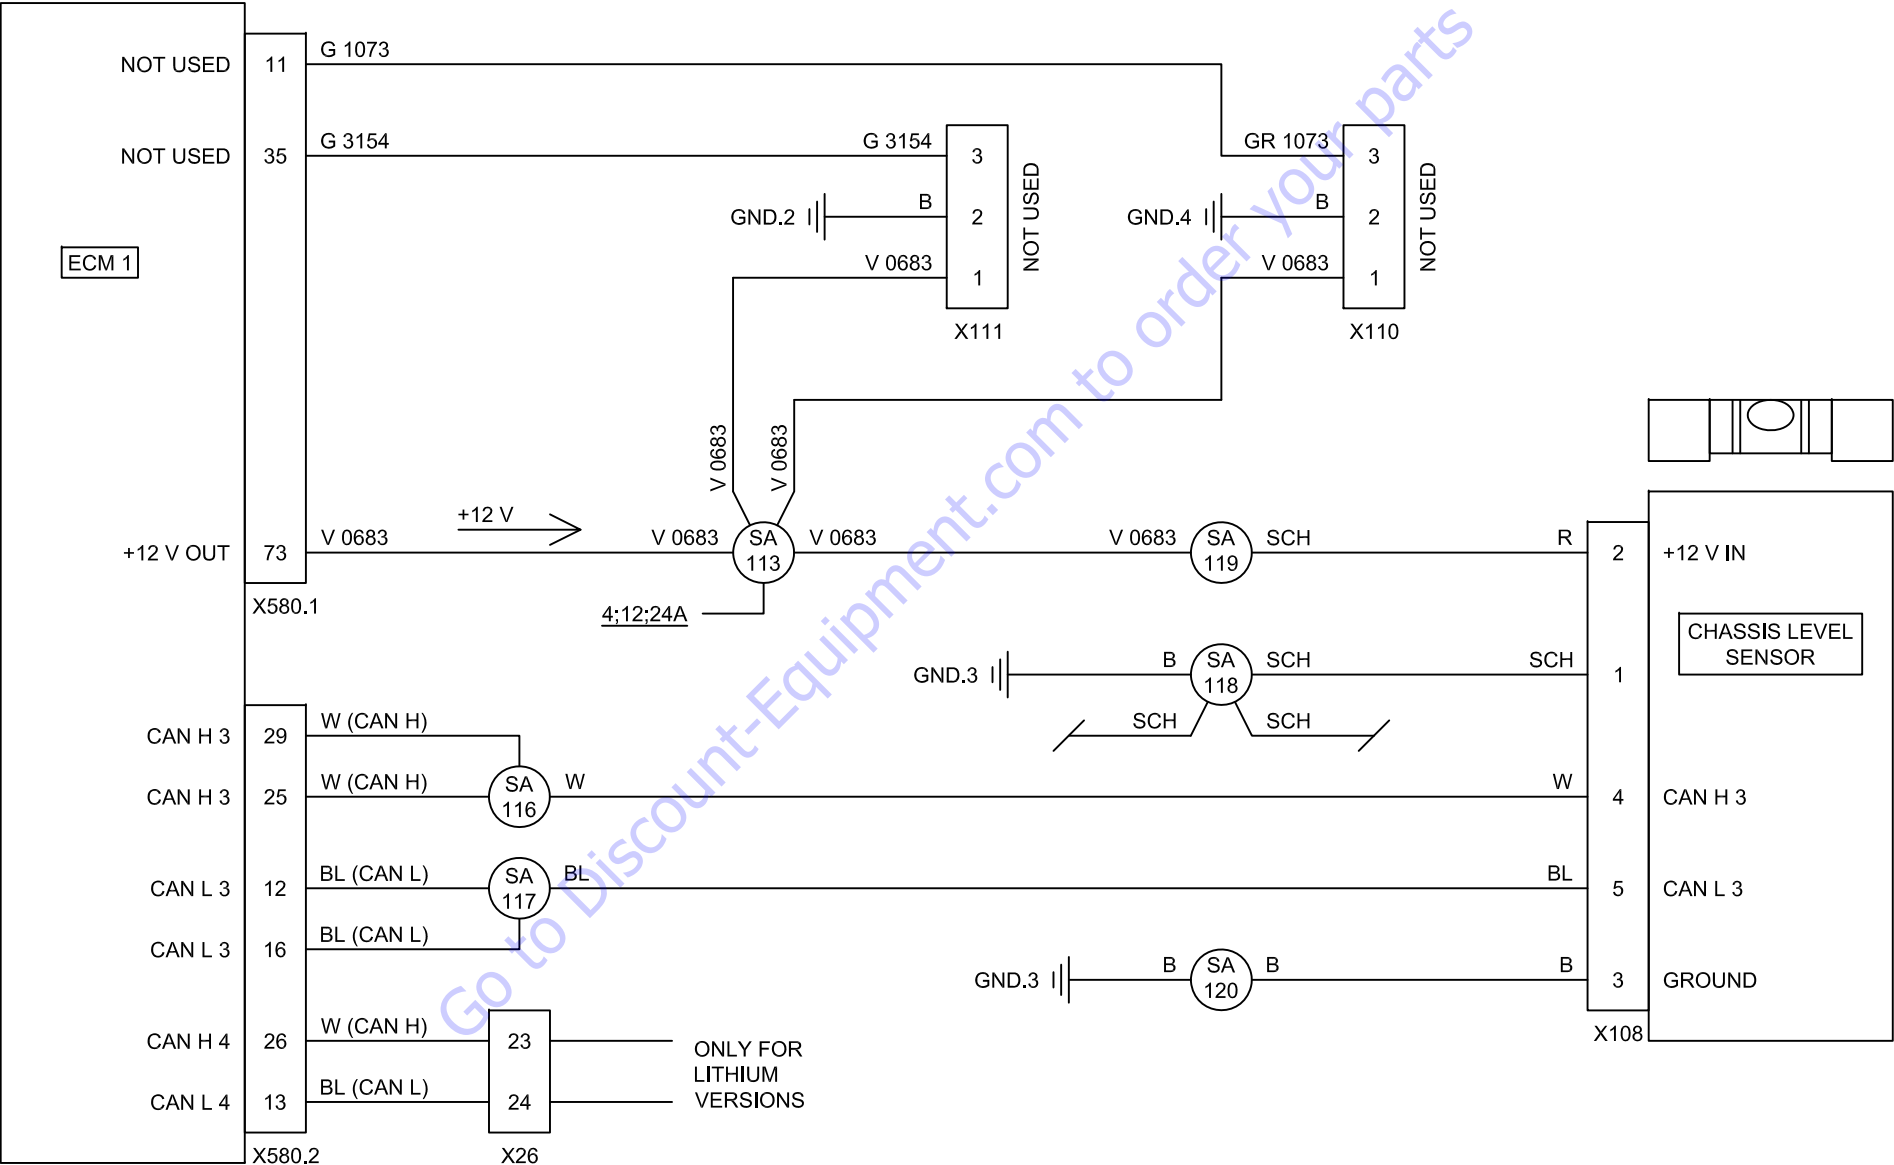 G 1073
NOT USED 11
G 3154 G 3154 GR 1073
NOT USED 35 3 3
B B
GND.2 2 NOT USED GND.4 2 NOT USED
ECM 1 V 0683 1 V 0683 1
X111 X110
V 0683 V 0683
+12 V
V 0683 V 0683 SA 113 V 0683 V 0683 SA 119 SCH R
+12 V OUT 73 2 +12 V IN
X580.1
4;12;24A
CHASSIS LEVEL
SENSOR
B SA 118 SCH SCH
GND.3 1
SCH SCH
W (CAN H)
CAN H 3 29
W (CAN H) SA 116 W W
CAN H 3 25 4 CAN H 3
BL (CAN L) SA 117 BL BL
CAN L 3 12 5 CAN L 3
BL (CAN L)
CAN L 3 16
B SA 120 B B
GND.3 3 GROUND
X108
W (CAN H)
CAN H 4 26 23
BL (CAN L)
CAN L 4 13 24
ONLY FOR
LITHIUM
VERSIONS
X580.2 X26
Go to Discount-Equipment.com to order your parts